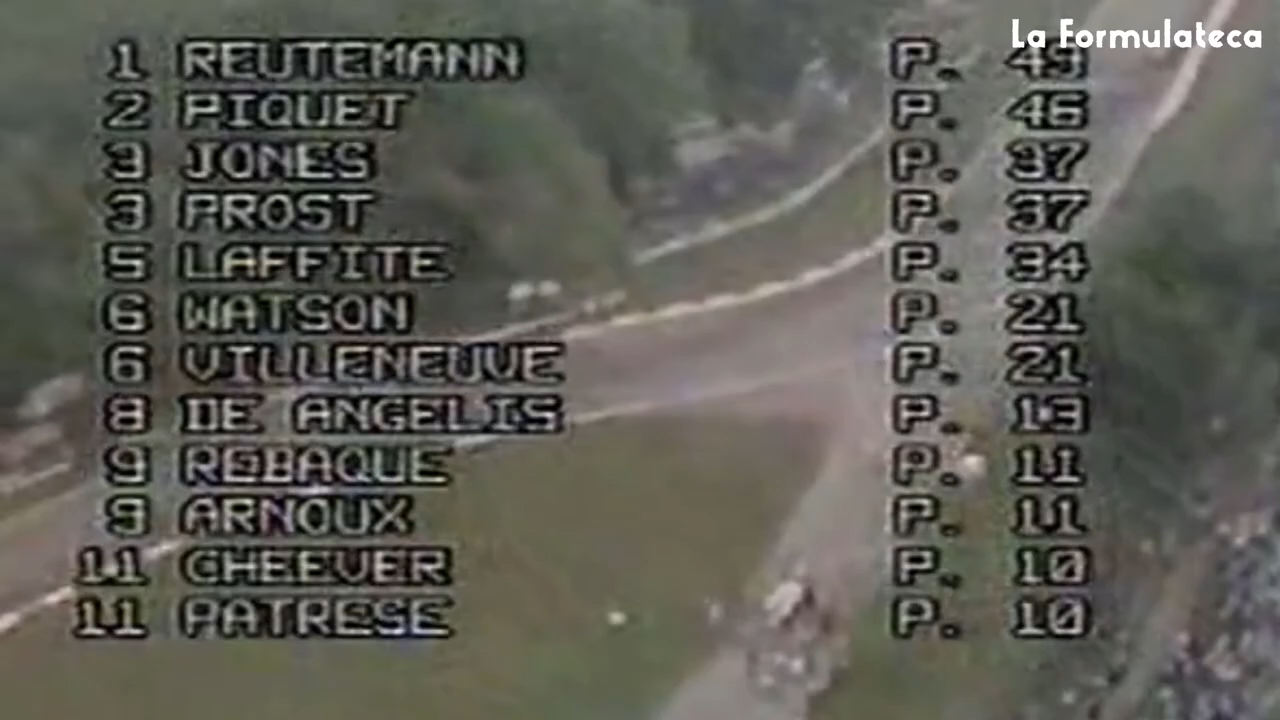 La Formulateca
1 REUTEMANN P. 49
2 PIQUET P. 46
3 JONES P. 37
3 PROST P. 37
5 LAFFITE P. 34
6 WATSON P. 21
6 VILLENEUVE P. 21
8 DE ANGELIS P. 13
9 REBAQUE P. 11
9 ARNOUX P. 11
11 CHEEVER P. 10
11 PATRESE P. 10